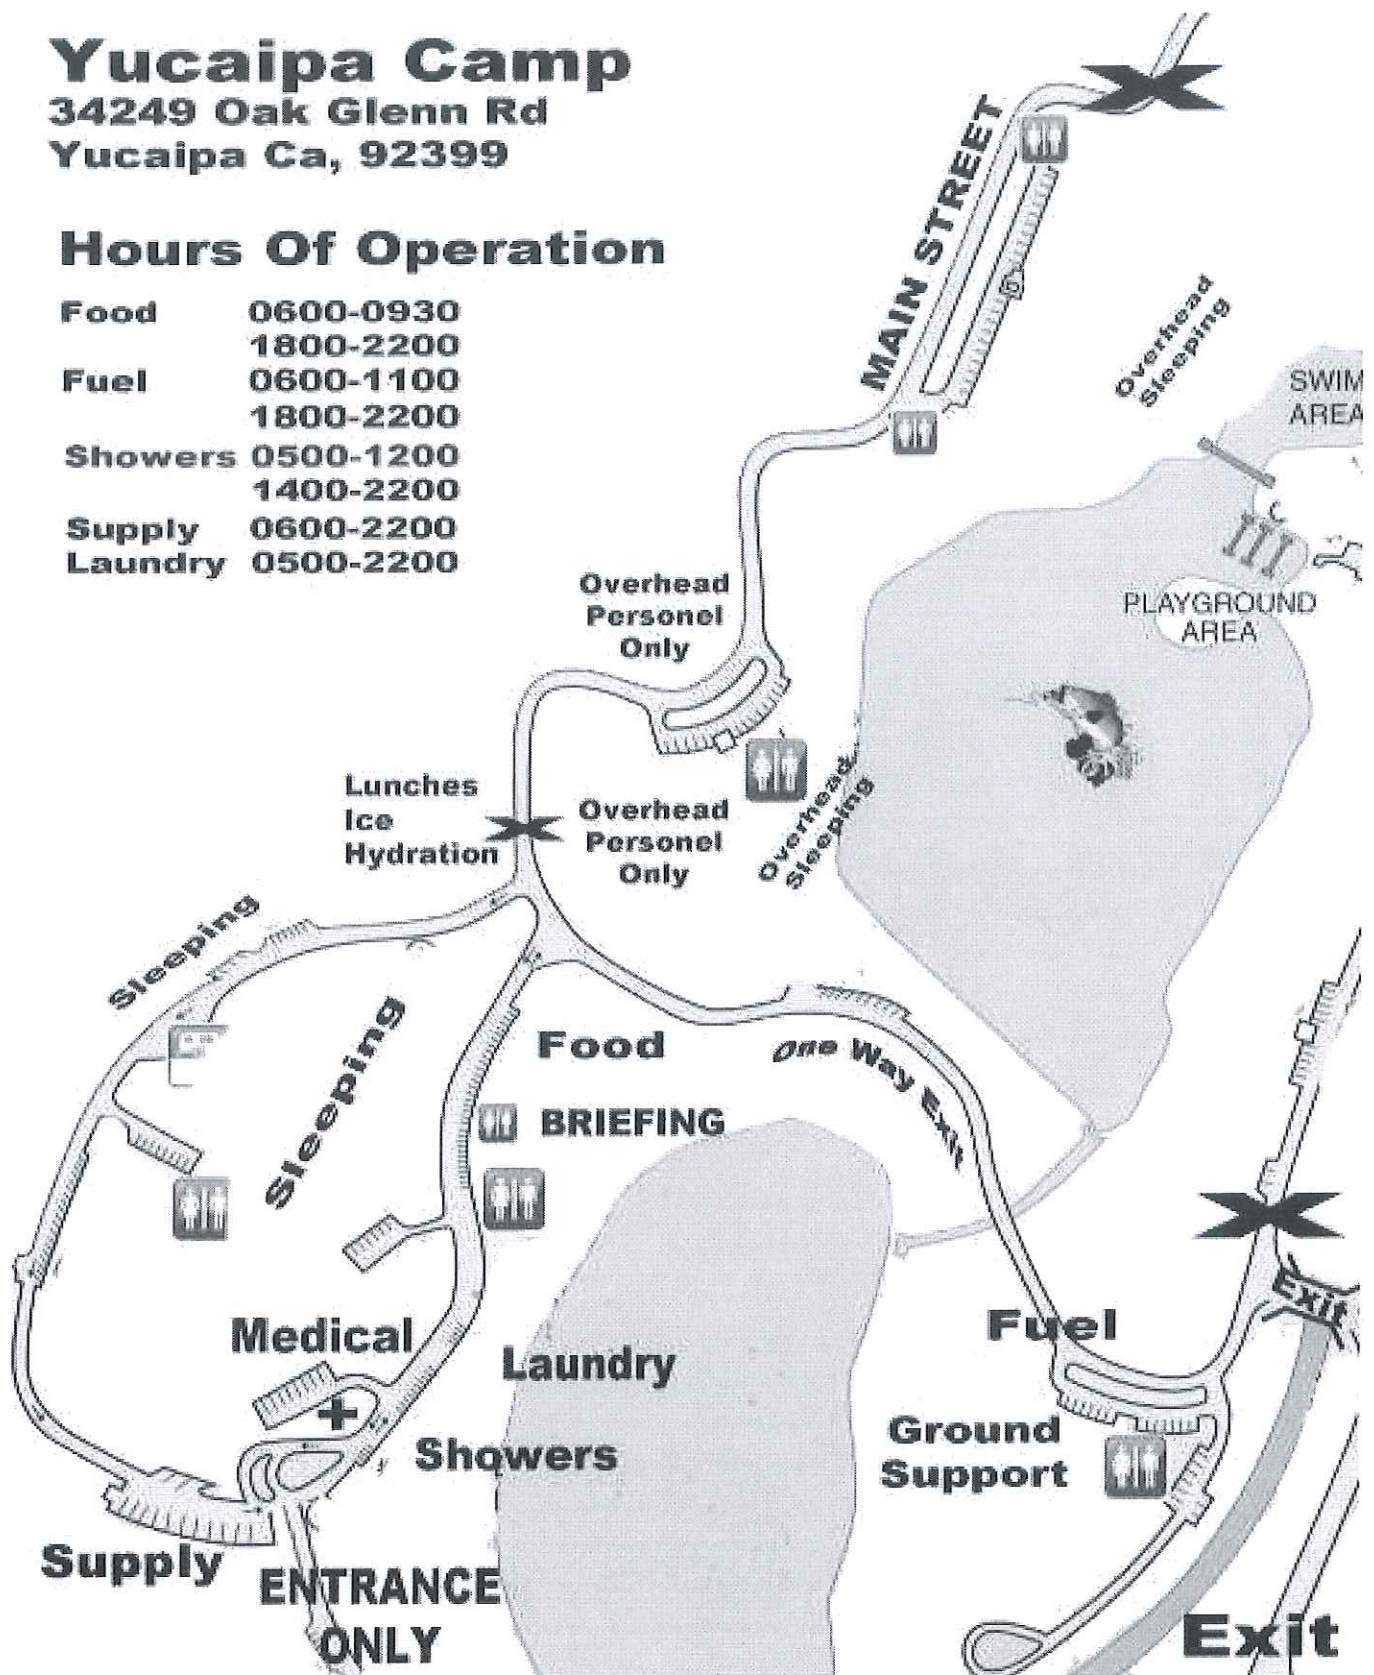 Yucaipa Camp
34249 Oak Glenn Rd
Yucaipa Ca, 92399
Hours Of Operation
Food 0600-0930
1800-2200
Fuel 0600-1100
1800-2200
Showers 0500-1200
1400-2200
Supply 0600-2200
Laundry 0500-2200
MAIN STREET
Overhead
Sleeping
SWIM
AREA
PLAYGROUND
AREA
Overhead
Personel
Only
Lunches
Ice
Hydration
Overhead
Personel
Only
Overhead
Sleeping
Sleeping
Sleeping
Food
BRIEFING
One Way Exit
Medical
Laundry
Showers
Fuel
Exit
Ground
Support
Supply
ENTRANCE
ONLY
Exit